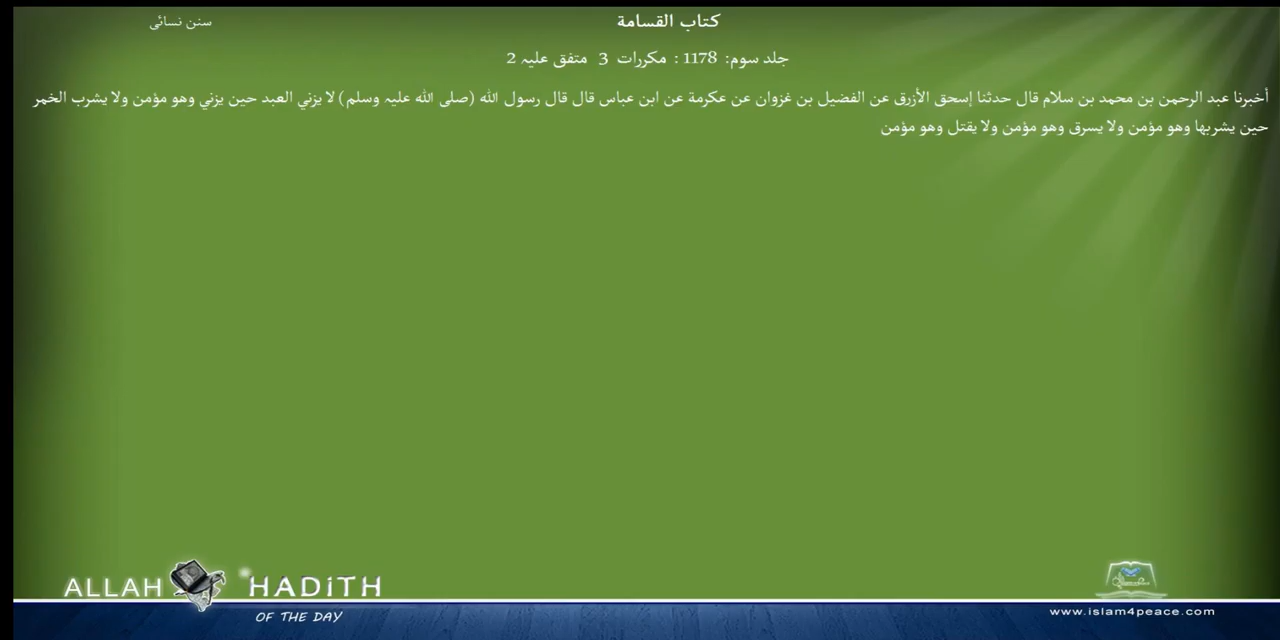 كتاب القسامة
سنن نسائی
جلد سوم: 1178 : مكررات 3 متفق علیہ 2
أخبرنا عبد الرحمن بن محمد بن سلام قال حدثنا إسحق الأزرق عن الفضيل بن غزوان عن عكرمة عن ابن عباس قال قال رسول الله (صلى الله علیہ وسلم) لا يزني العبد حين يزني وهو مؤمن ولا يشرب الخمر
حين يشربها وهو مؤمن ولا يسرق وهو مؤمن ولا يقتل وهو مؤمن
ALLAH HADITH
OF THE DAY
www.islam4peace.com